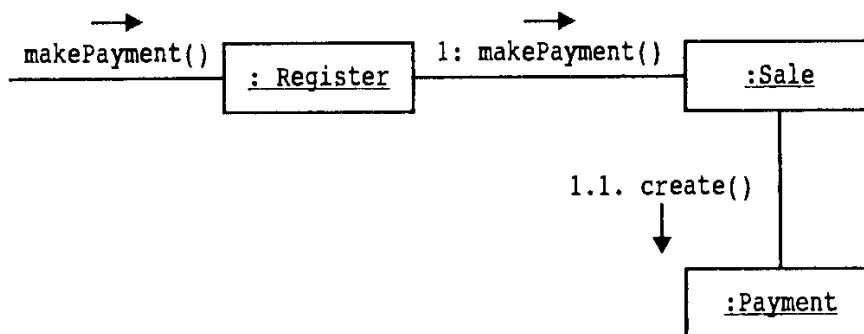 makePayment()
: Register
1: makePayment()
:Sale
1.1. create()
:Payment